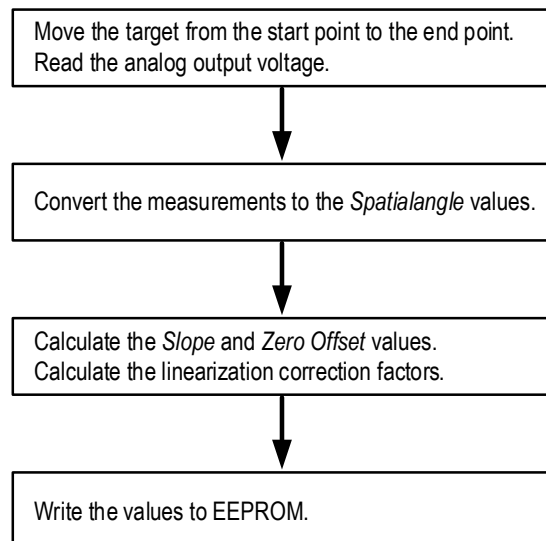 Move the target from the start point to the end point.
Read the analog output voltage.
Convert the measurements to the Spatialangle values.
Calculate the Slope and Zero Offset values.
Calculate the linearization correction factors.
Write the values to EEPROM.